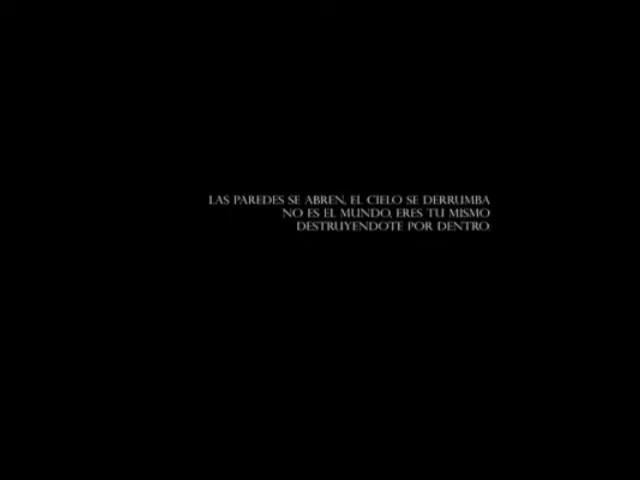 LAS PAREDES SE ABREN, EL CIELO SE DERRUMBA
NO ES EL MUNDO, ERES TU MISMO
DESTRUYENDOTE POR DENTRO.